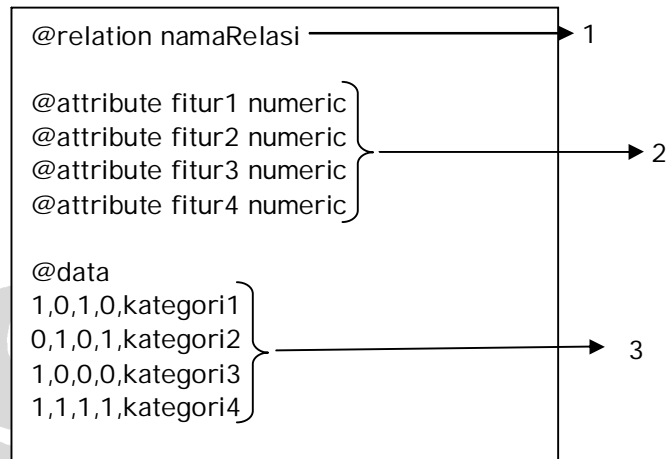 @relation namaRelasi 1
@attribute fitur1 numeric
@attribute fitur2 numeric
@attribute fitur3 numeric
@attribute fitur4 numeric
2
@data
1,0,1,0,kategori1
0,1,0,1,kategori2
1,0,0,0,kategori3
1,1,1,1,kategori4
3